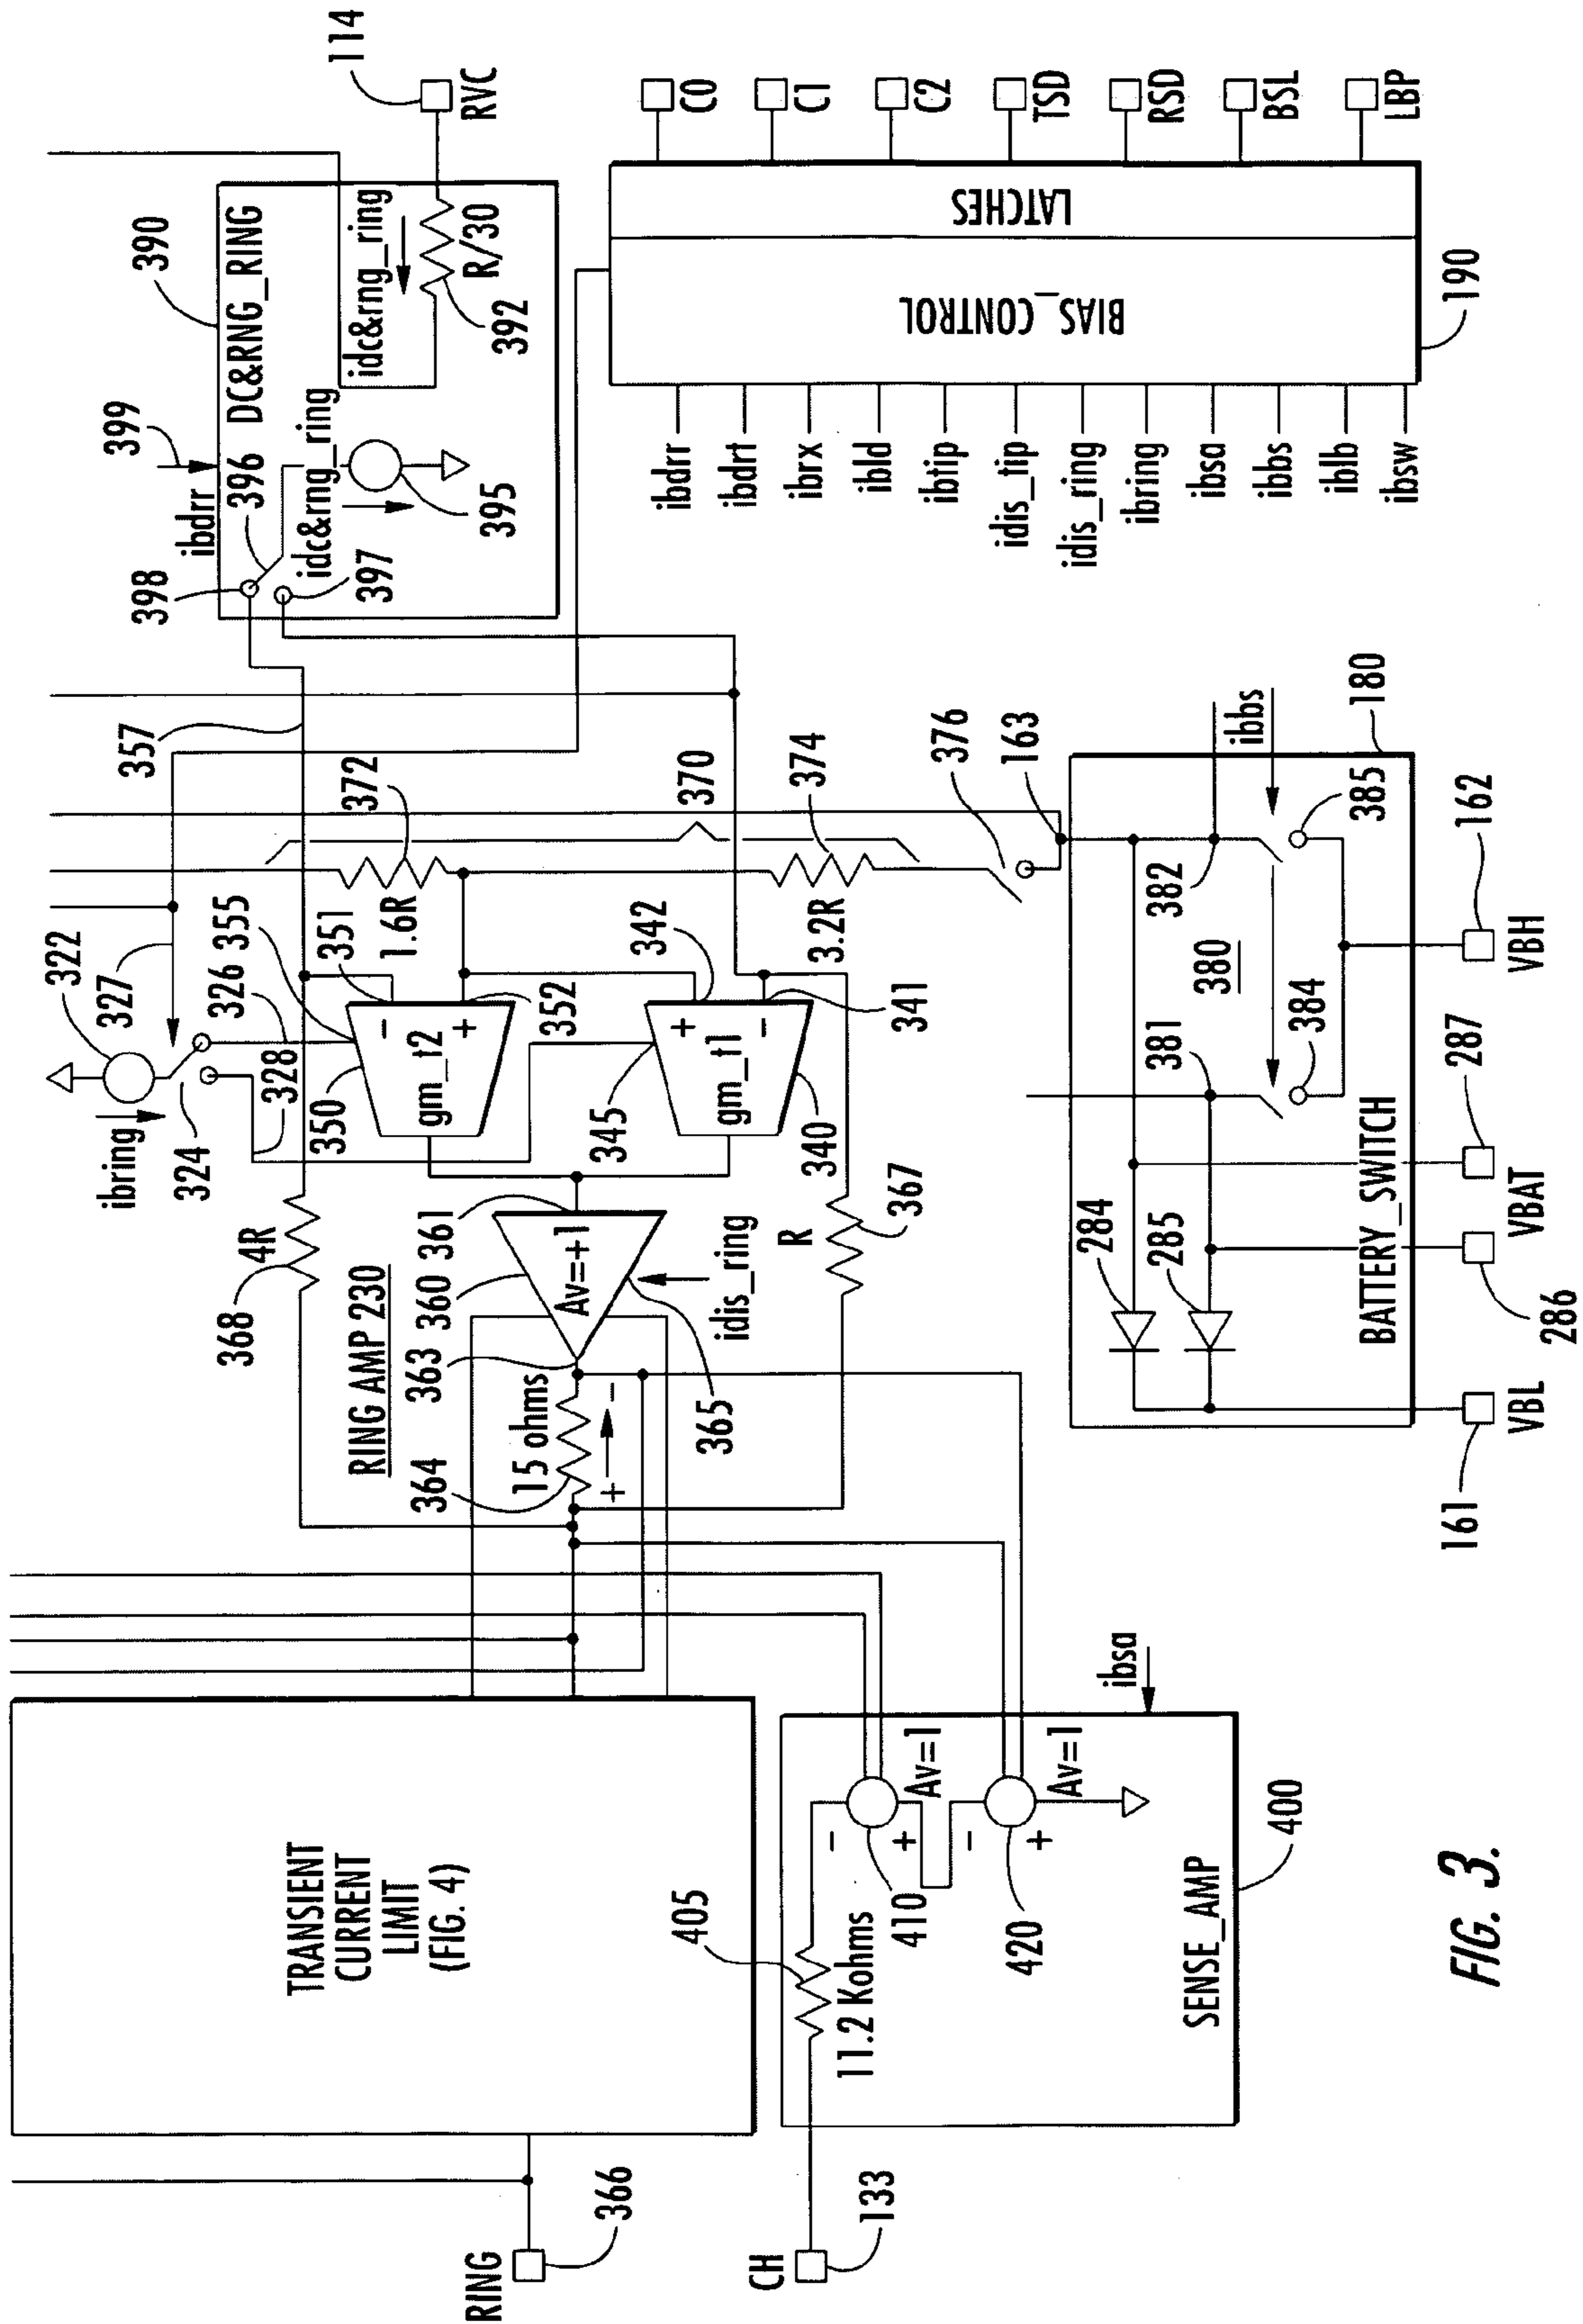 114
RVC
390
DC&RNG_RING
idc&rng_ring
R/30
392
399
ibdrr
396
idc&rng_ring
395
398
397
C0
C1
C2
TSD
RSD
BSL
LBP
LATCHES
BIAS_CONTROL
190
ibdrr
ibdrt
ibrx
ibld
ibtip
idis_tip
idis_ring
ibring
ibsa
ibbs
iblb
ibsw
357
372
1.6R
370
374
3.2R
376
163
322
327
326
355
351
328
ibring
324
350
gm_t2
-
+
352
342
341
345
gm_t1
+
-
340
368
4R
RING AMP 230
360
361
Av=+1
363
365
idis_ring
R
367
364
15 ohms
+
-
180
ibbs
382
385
380
381
384
162
VBH
284
285
BATTERY_SWITCH
287
VBAT
286
161
VBL
TRANSIENT
CURRENT
LIMIT
(FIG. 4)
RING
366
405
11.2 Kohms
410
Av=1
-
+
420
Av=1
-
+
ibsa
SENSE_AMP
400
CH
133
FIG. 3.